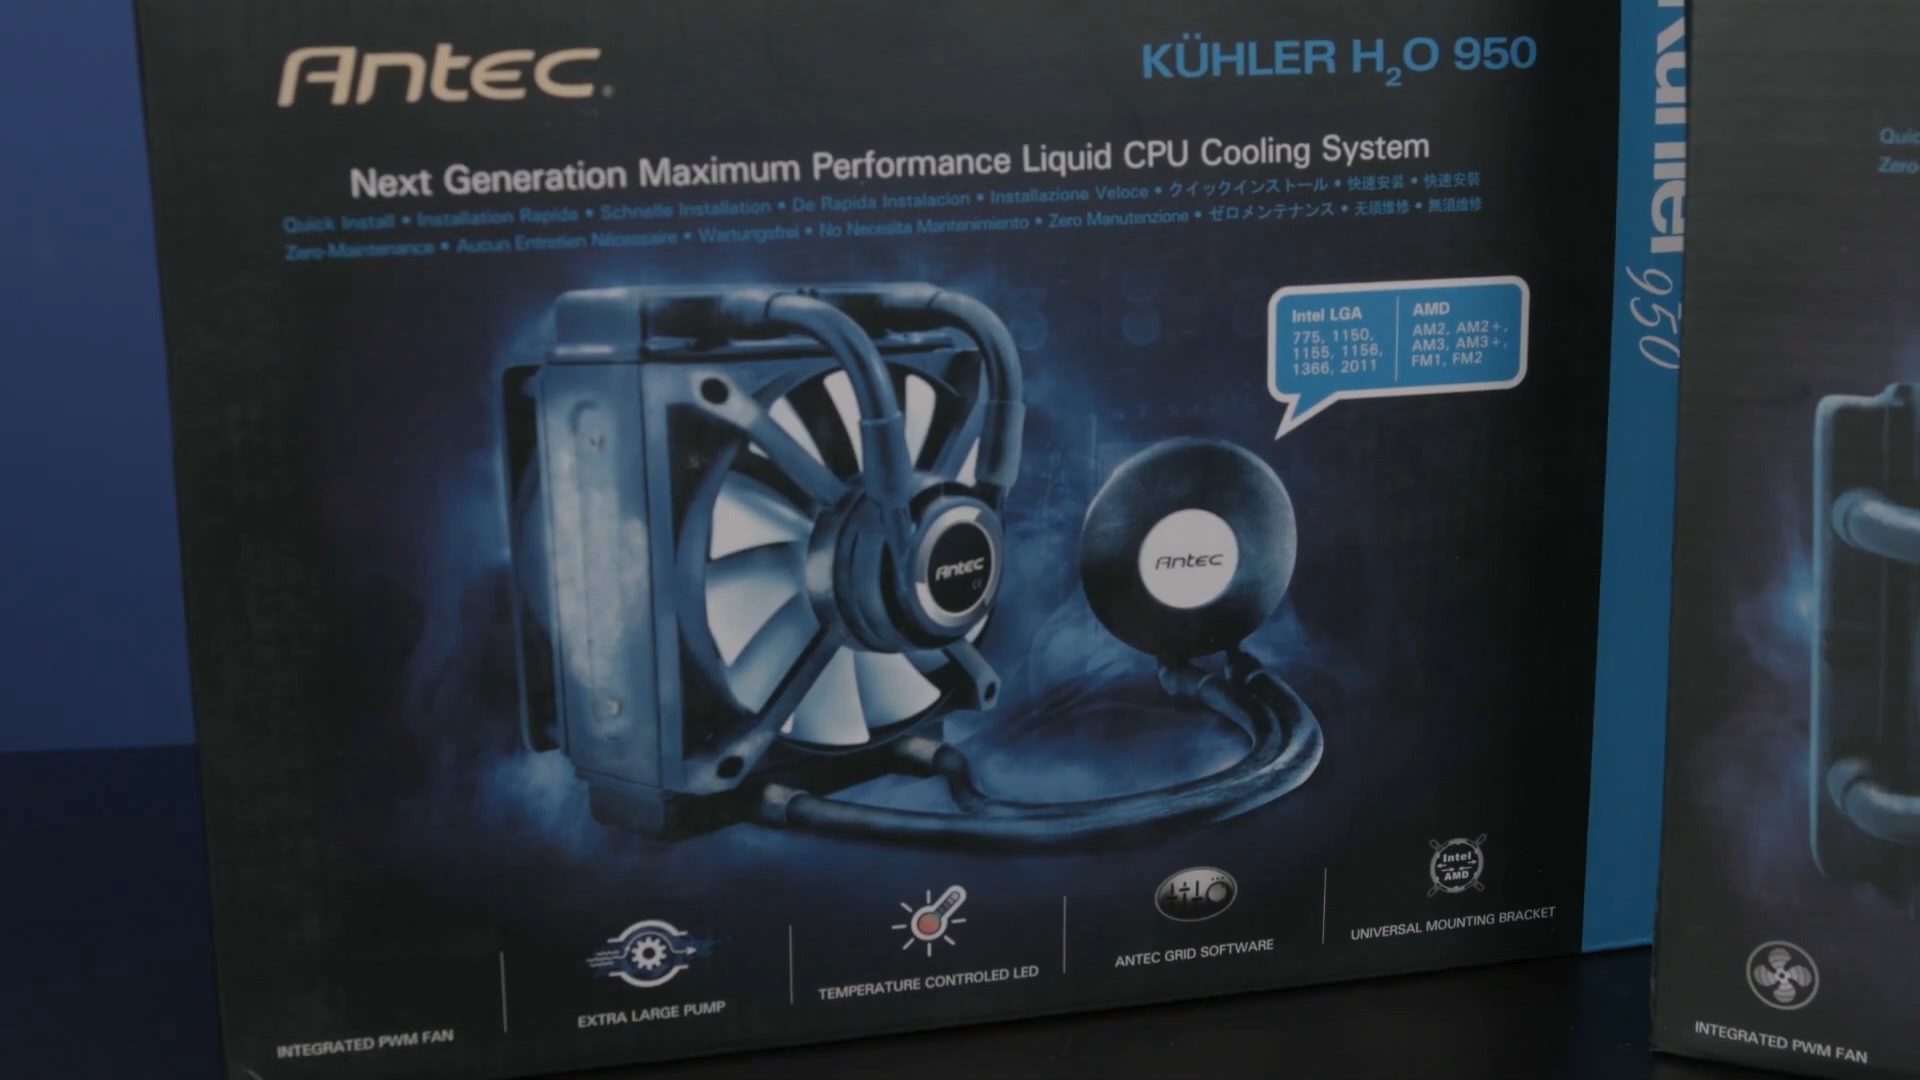 Antec
KÜHLER H₂O 950
Next Generation Maximum Performance Liquid CPU Cooling System
Quick Install • Installation Rapide • Schnelle Installation • De Rapida Instalacion • Installazione Veloce • クイックインストール • 快速安装 • 快速安裝
Zero-Maintenance • Aucun Entretien Nécessaire • Wartungsfrei • No Necesita Mantenimiento • Zero Manutenzione • ゼロメンテナンス • 无须维修 • 無須維修
Intel LGA
775, 1150,
1155, 1156,
1366, 2011
AMD
AM2, AM2+,
AM3, AM3+,
FM1, FM2
Antec
Antec
INTEGRATED PWM FAN
EXTRA LARGE PUMP
TEMPERATURE CONTROLED LED
ANTEC GRID SOFTWARE
Intel
AMD
UNIVERSAL MOUNTING BRACKET
Kühler 950
Zero-
INTEGRATED PWM FAN